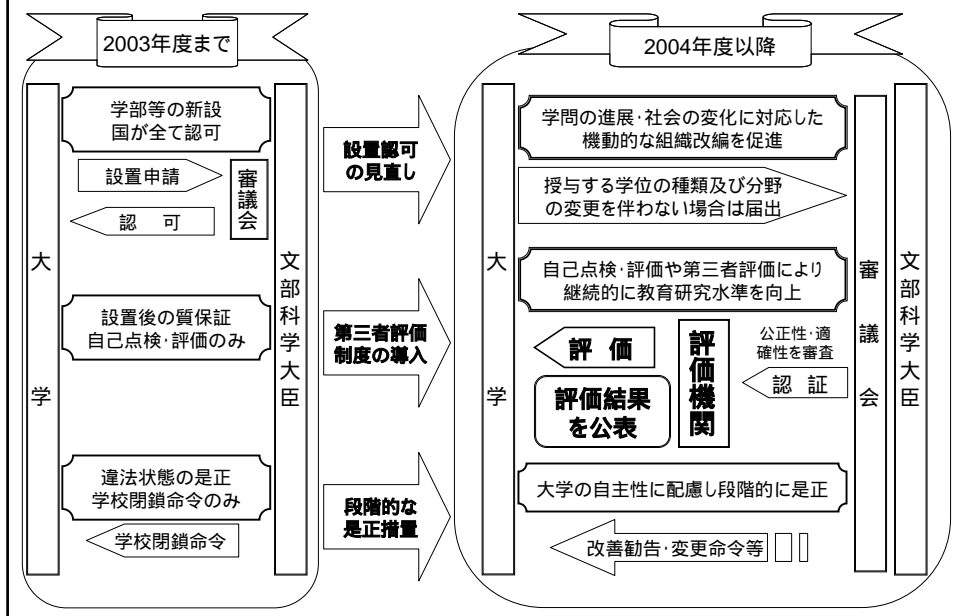 2003年度まで
大学
学部等の新設
国が全て認可
設置申請
認 可
審議会
設置後の質保証
自己点検・評価のみ
違法状態の是正
学校閉鎖命令のみ
学校閉鎖命令
文部科学大臣
設置認可
の見直し
第三者評価
制度の導入
段階的な
是正措置
2004年度以降
大学
学問の進展・社会の変化に対応した
機動的な組織改編を促進
授与する学位の種類及び分野
の変更を伴わない場合は届出
自己点検・評価や第三者評価により
継続的に教育研究水準を向上
評 価
評価結果
を公表
評価機関
公正性・適
確性を審査
認 証
大学の自主性に配慮し段階的に是正
改善勧告・変更命令等
審議会
文部科学大臣